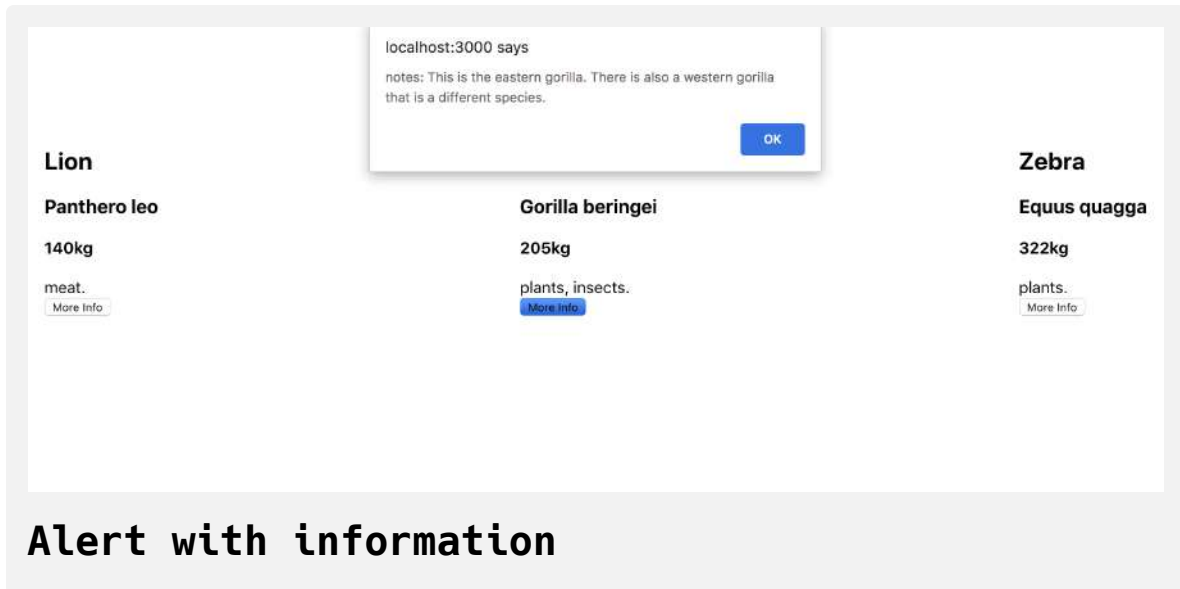 localhost:3000 says
notes: This is the eastern gorilla. There is also a western gorilla
that is a different species.
OK
Lion
Panthero leo
140kg
meat.
More Info
Gorilla beringei
205kg
plants, insects.
More Info
Zebra
Equus quagga
322kg
plants.
More Info
Alert with information